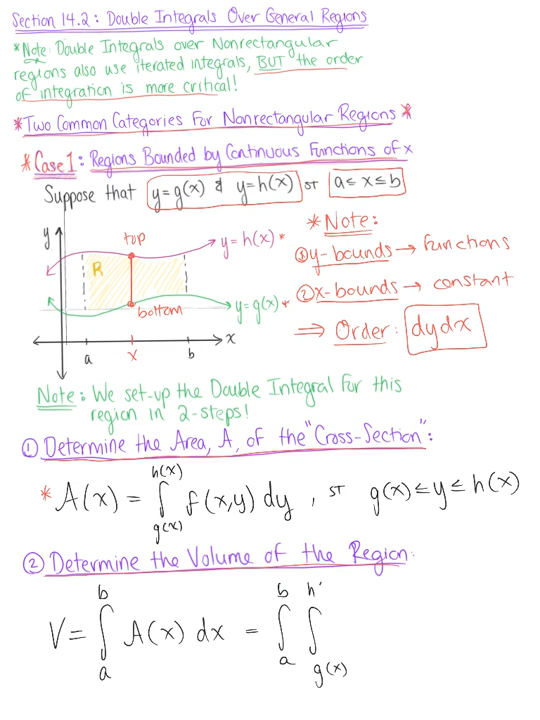 Section 14.2: Double Integrals Over General Regions
*Note: Double Integrals over Nonrectangular
regions also use iterated integrals, BUT the order
of integration is more critical!
*Two Common Categories For Nonrectangular Regions*
*Case 1: Regions Bounded by Continuous Functions of x
Suppose that y=g(x) & y=h(x) st a≤x≤b
y
top
y=h(x)*
R
bottom
y=g(x)*
x
a
x
b
*Note:
① y-bounds → functions
② x-bounds → constant
⇒ Order: dydx
Note: We set-up the Double Integral for this
region in 2-steps!
① Determine the Area, A, of the "Cross-Section":
* A(x) = ∫_{g(x)}^{h(x)} f(x,y) dy , st g(x)≤y≤h(x)
② Determine the Volume of the Region:
V = ∫_a^b A(x) dx = ∫_a^b ∫_{g(x)}^{h'}